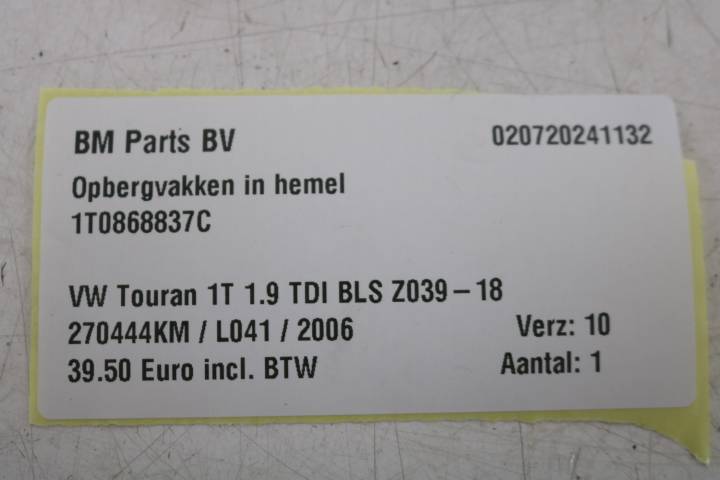 BM Parts BV 020720241132
Opbergvakken in hemel
1T0868837C
VW Touran 1T 1.9 TDI BLS Z039-18
270444KM / L041 / 2006 Verz: 10
39.50 Euro incl. BTW Aantal: 1